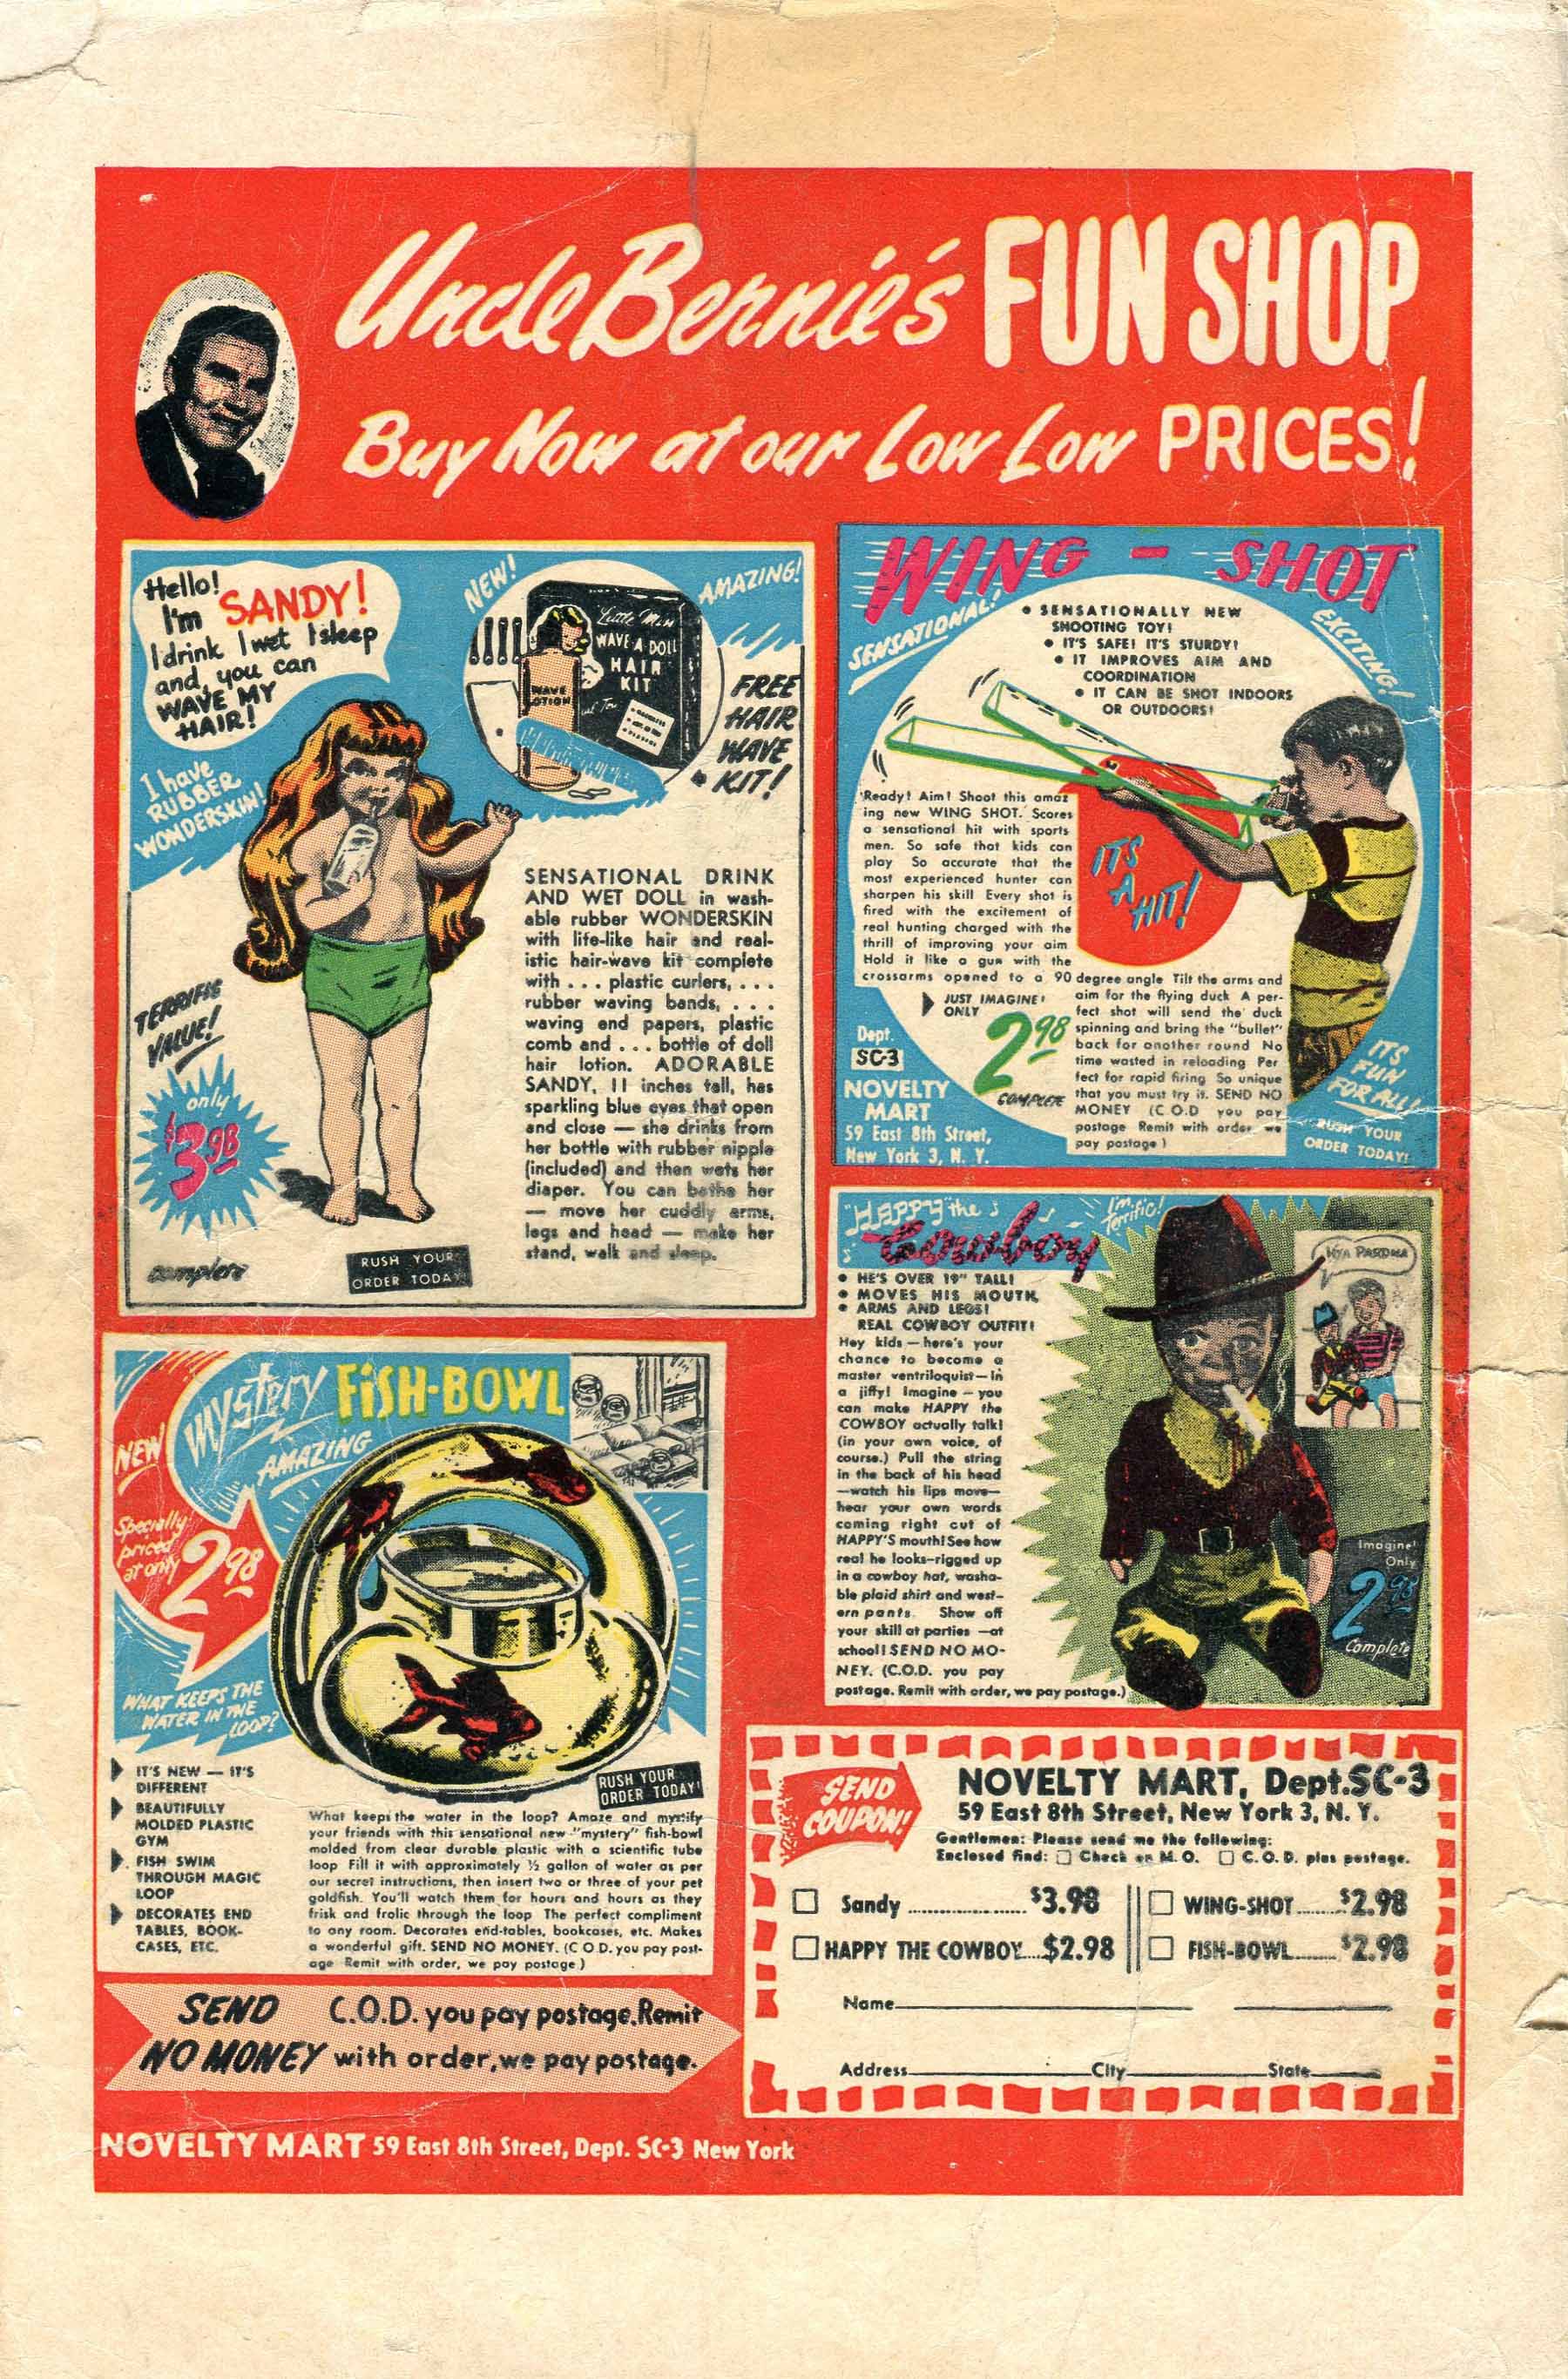 Uncle Bernie's FUN SHOP
Buy Now at our Low Low PRICES!
Hello!
I'm SANDY!
I drink I wet I sleep
and you can
WAVE MY
HAIR!
I have
RUBBER
WONDERSKIN!
NEW!
AMAZING!
Little Miss
WAVE-A-DOLL
HAIR
KIT
WAVE
LOTION
FREE
HAIR
WAVE
KIT!
TERRIFIC
VALUE!
only
$3.98
complete
RUSH YOUR
ORDER TODAY
SENSATIONAL DRINK
AND WET DOLL in wash-
able rubber WONDERSKIN
with life-like hair and real-
istic hair-wave kit complete
with . . . plastic curlers, . . .
rubber waving bands, . . .
waving end papers, plastic
comb and . . . bottle of doll
hair lotion. ADORABLE
SANDY, 11 inches tall, has
sparkling blue eyes that open
and close — she drinks from
her bottle with rubber nipple
(included) and then wets her
diaper. You can bathe her
— move her cuddly arms,
legs and head — make her
stand, walk and sleep.
WING - SHOT
SENSATIONAL!
EXCITING!
• SENSATIONALLY NEW
SHOOTING TOY!
• IT'S SAFE! IT'S STURDY!
• IT IMPROVES AIM AND
COORDINATION
• IT CAN BE SHOT INDOORS
OR OUTDOORS!
Ready! Aim! Shoot this amaz
ing new WING SHOT. Scores
a sensational hit with sports
men. So safe that kids can
play So accurate that the
most experienced hunter can
sharpen his skill Every shot is
fired with the excitement of
real hunting charged with the
thrill of improving your aim
Hold it like a gun with the
crossarms opened to a 90 degree angle Tilt the arms and
aim for the flying duck A per-
fect shot will send the duck
spinning and bring the "bullet"
back for another round No
time wasted in reloading Per
fect for rapid firing So unique
that you must try it. SEND NO
MONEY (C.O.D you pay
postage Remit with order we
pay postage )
ITS
A
HIT!
JUST IMAGINE!
ONLY
2.98
COMPLETE
Dept.
SC-3
NOVELTY
MART
59 East 8th Street,
New York 3, N. Y.
ITS
FUN
FOR ALL!
RUSH YOUR
ORDER TODAY!
"HAPPY" the
Cowboy
I'm
Terrific!
• HE'S OVER 19" TALL!
• MOVES HIS MOUTH,
• ARMS AND LEGS!
REAL COWBOY OUTFIT!
Hey kids — here's your
chance to become a
master ventriloquist — in
a jiffy! Imagine — you
can make HAPPY the
COWBOY actually talk!
(in your own voice, of
course.) Pull the string
in the back of his head
—watch his lips move—
hear your own words
coming right out of
HAPPY'S mouth! See how
real he looks—rigged up
in a cowboy hat, washa-
ble plaid shirt and west-
ern pants. Show off
your skill at parties —at
school! SEND NO MO-
NEY. (C.O.D. you pay
postage. Remit with order, we pay postage.)
HYA PARDNA
Imagine!
Only
2.98
Complete
NEW
Mystery FISH-BOWL
AMAZING
Specially
priced
at only
2.98
WHAT KEEPS THE
WATER IN THE
LOOP?
RUSH YOUR
ORDER TODAY!
IT'S NEW — IT'S
DIFFERENT
BEAUTIFULLY
MOLDED PLASTIC
GYM
FISH SWIM
THROUGH MAGIC
LOOP
DECORATES END
TABLES, BOOK-
CASES, ETC.
What keeps the water in the loop? Amaze and mystify
your friends with this sensational new "mystery" fish-bowl
molded from clear durable plastic with a scientific tube
loop Fill it with approximately ½ gallon of water as per
our secret instructions, then insert two or three of your pet
goldfish. You'll watch them for hours and hours as they
frisk and frolic through the loop The perfect compliment
to any room. Decorates end-tables, bookcases, etc. Makes
a wonderful gift. SEND NO MONEY. (C O D. you pay post-
age Remit with order, we pay postage )
SEND C.O.D. you pay postage. Remit
NO MONEY with order, we pay postage.
SEND
COUPON!
NOVELTY MART, Dept. SC-3
59 East 8th Street, New York 3, N. Y.
Gentlemen: Please send me the following:
Enclosed find: □ Check or M.O. □ C.O.D. plus postage.
□ Sandy .................... $3.98
□ WING-SHOT........$2.98
□ HAPPY THE COWBOY....$2.98
□ FISH-BOWL........$2.98
Name
Address City State
NOVELTY MART 59 East 8th Street, Dept. SC-3 New York